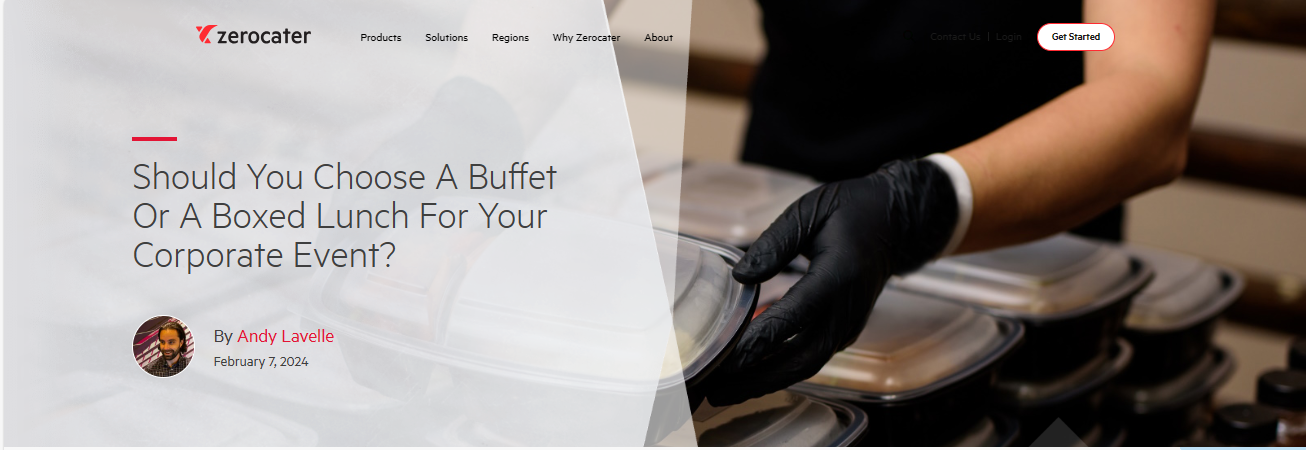 zerocater
Products Solutions Regions Why Zerocater About Contact Us | Login Get Started
Should You Choose A Buffet
Or A Boxed Lunch For Your
Corporate Event?
By Andy Lavelle
February 7, 2024